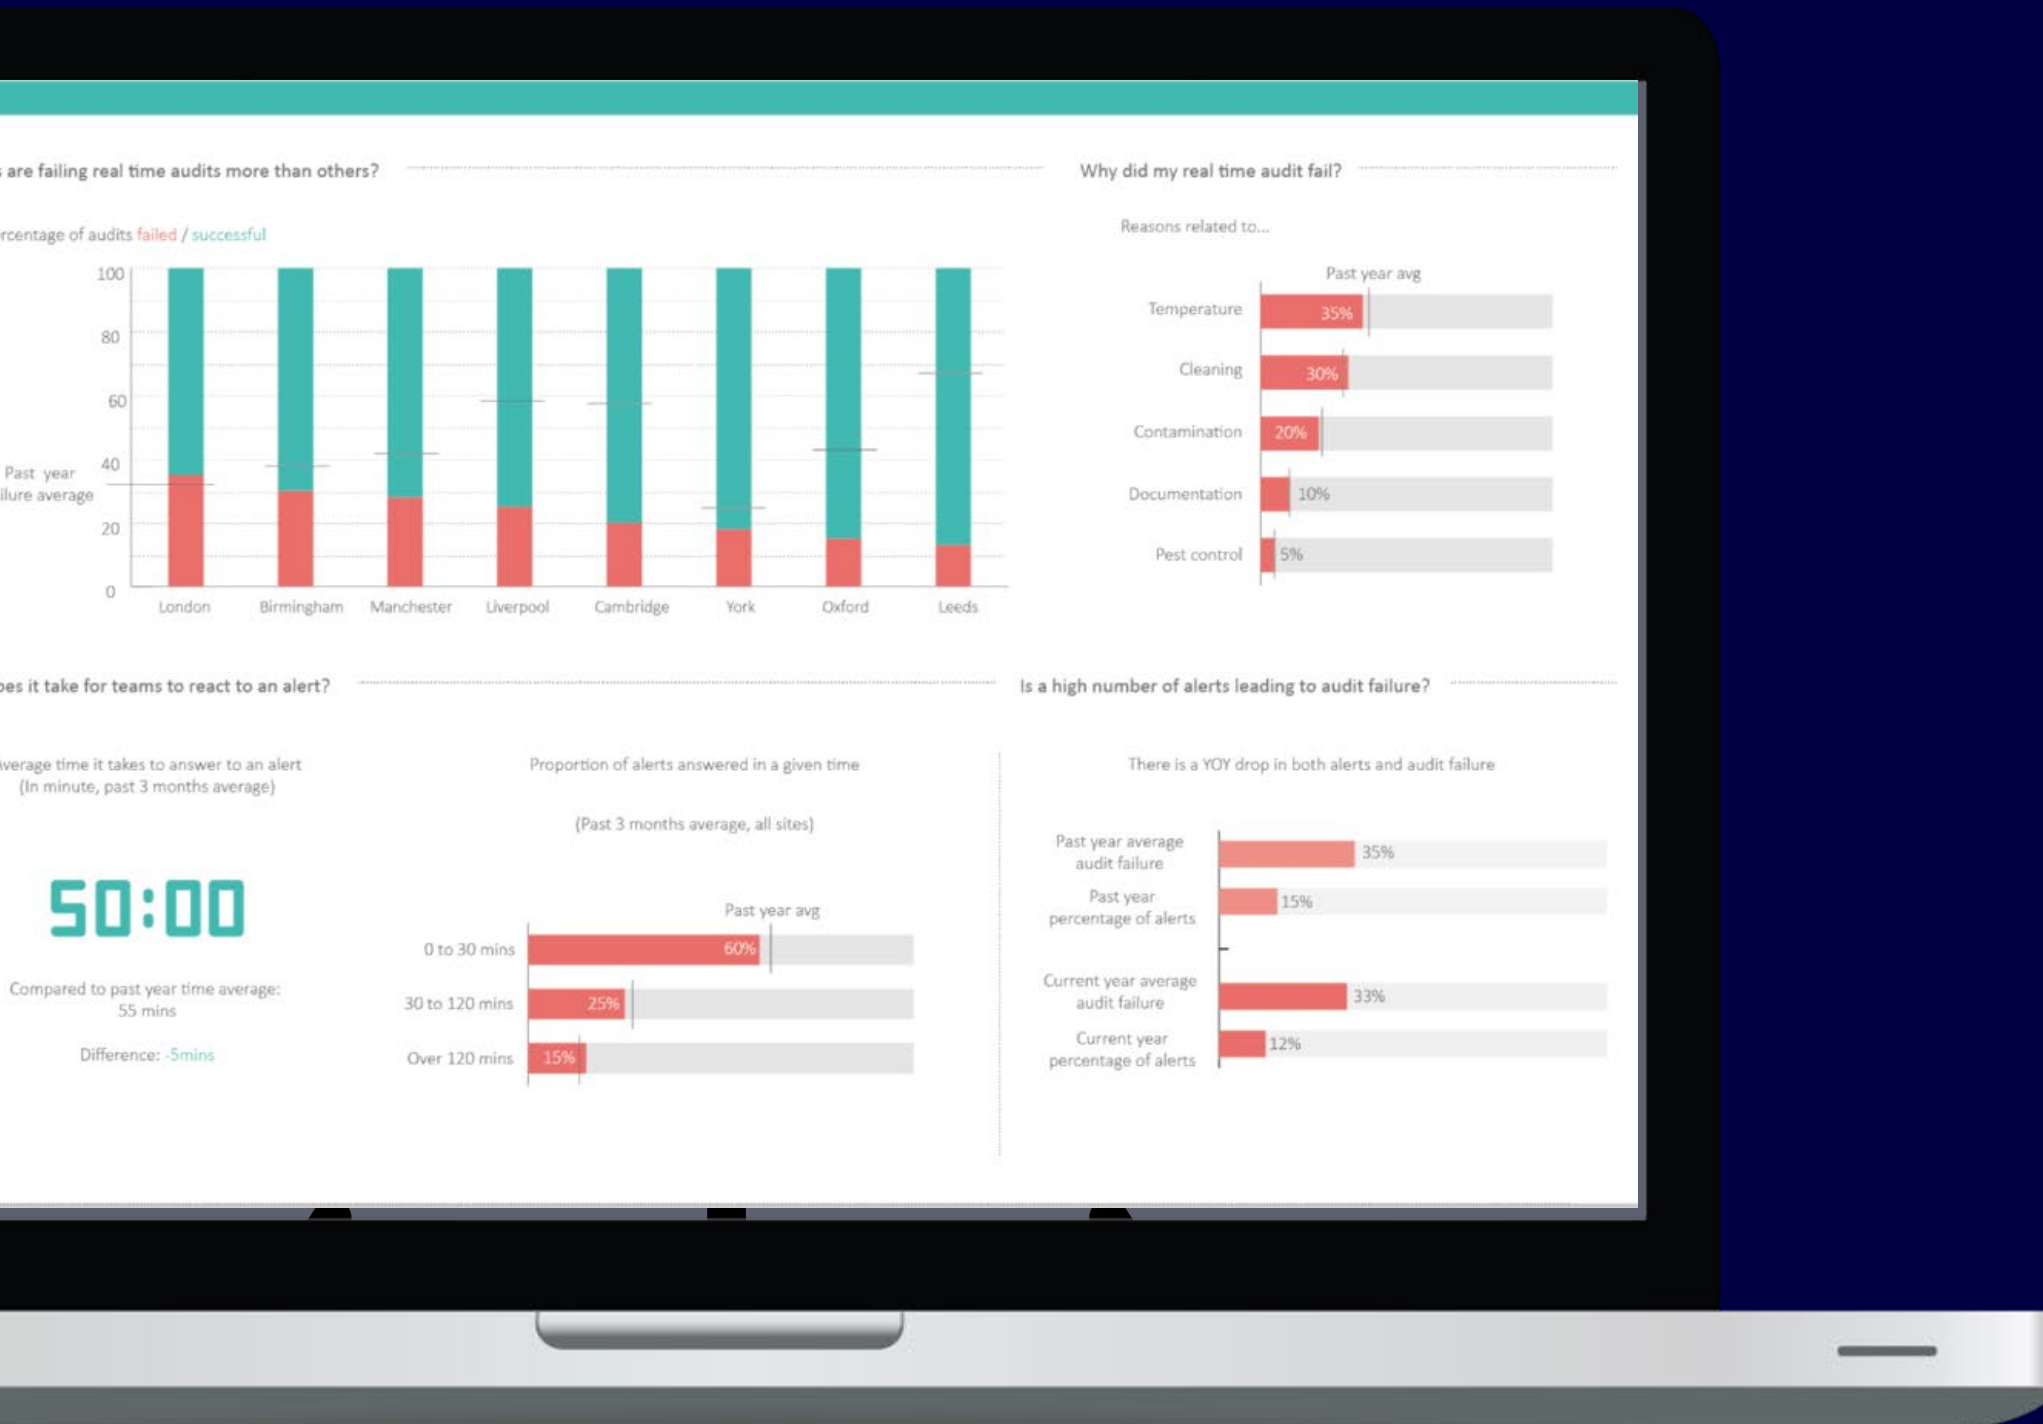 are failing real time audits more than others?
of audits failed / successful
100
80
60
40
20
0
Past year
average
London
Birmingham
Manchester
Liverpool
Cambridge
York
Oxford
Leeds
Why did my real time audit fail?
Reasons related to...
Past year avg
Temperature
35%
Cleaning
30%
Contamination
20%
Documentation
10%
Pest control
5%
it take for teams to react to an alert?
time it takes to answer to an alert
(In minute, past 3 months average)
50:00
Compared to past year time average:
55 mins
Difference: -5mins
Proportion of alerts answered in a given time
(Past 3 months average, all sites)
Past year avg
0 to 30 mins
60%
30 to 120 mins
25%
Over 120 mins
15%
Is a high number of alerts leading to audit failure?
There is a YOY drop in both alerts and audit failure
Past year average
audit failure
35%
Past year
percentage of alerts
15%
Current year average
audit failure
33%
Current year
percentage of alerts
12%